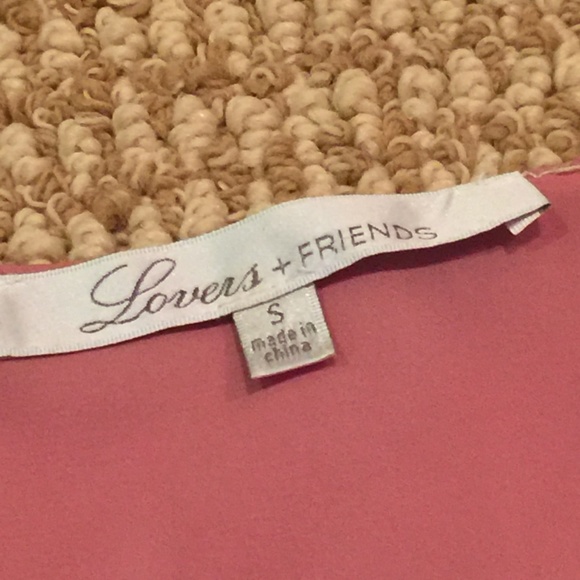 Lovers + FRIENDS
S
made in
china